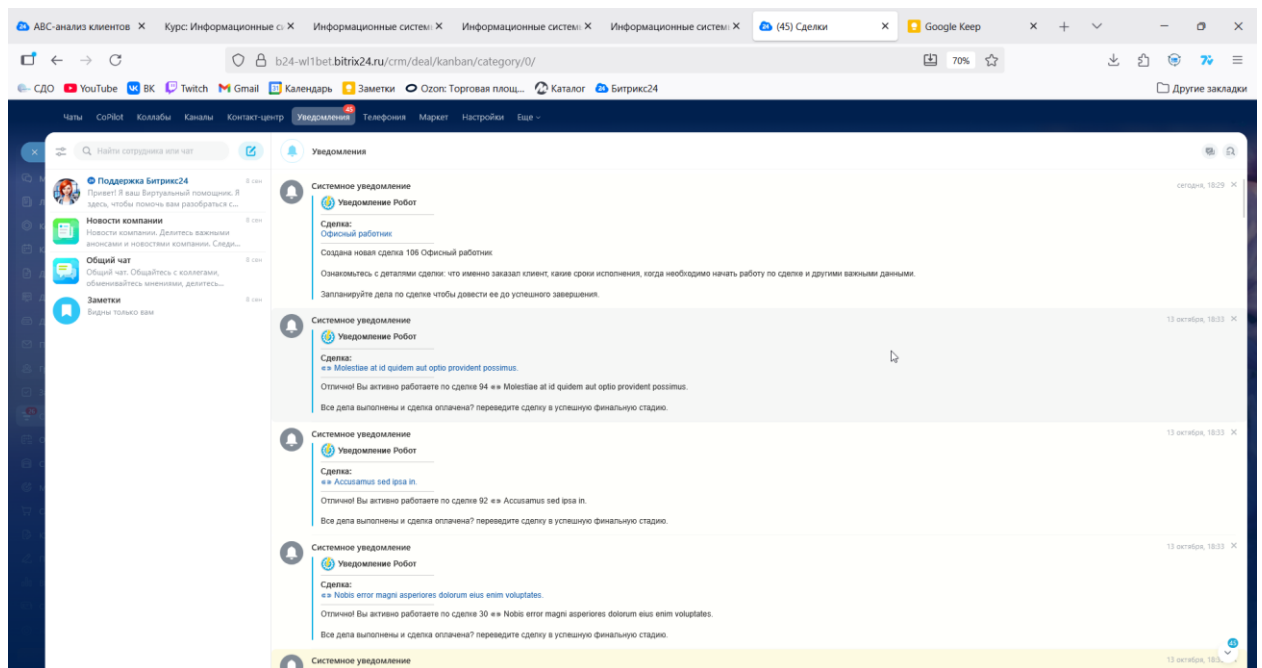 АВС-анализ клиентов
Курс: Информационные с
Информационные систем
Информационные систем
Информационные систем
(45) Сделки
Google Keep
b24-wl1bet.bitrix24.ru/crm/deal/kanban/category/0/
70%
СДО YouTube ВК Twitch Gmail Календарь Заметки Ozon: Торговая площ... Каталог Битрикс24 Другие закладки
Чаты CoPilot Коллабы Каналы Контакт-центр Уведомления 45 Телефония Маркет Настройки Еще
Найти сотрудника или чат
Поддержка Битрикс24 8 сен
Привет! Я ваш Виртуальный помощник. Я
здесь, чтобы помочь вам разобраться с...
Новости компании 8 сен
Новости компании. Делитесь важными
анонсами и новостями компании. Следи...
Общий чат 8 сен
Общий чат. Общайтесь с коллегами,
обменивайтесь мнениями, делитесь...
Заметки 8 сен
Видны только вам
Уведомления
Системное уведомление сегодня, 18:29
Уведомление Робот
Сделка:
Офисный работник
Создана новая сделка 106 Офисный работник
Ознакомьтесь с деталями сделки: что именно заказал клиент, какие сроки исполнения, когда необходимо начать работу по сделке и другими важными данными.
Запланируйте дела по сделке чтобы довести ее до успешного завершения.
Системное уведомление 13 октября, 18:33
Уведомление Робот
Сделка:
«» Molestiae at id quidem aut optio provident possimus.
Отлично! Вы активно работаете по сделке 94 «» Molestiae at id quidem aut optio provident possimus.
Все дела выполнены и сделка оплачена? переведите сделку в успешную финальную стадию.
Системное уведомление 13 октября, 18:33
Уведомление Робот
Сделка:
«» Accusamus sed ipsa in.
Отлично! Вы активно работаете по сделке 92 «» Accusamus sed ipsa in.
Все дела выполнены и сделка оплачена? переведите сделку в успешную финальную стадию.
Системное уведомление 13 октября, 18:33
Уведомление Робот
Сделка:
«» Nobis error magni asperiores dolorum eius enim voluptates.
Отлично! Вы активно работаете по сделке 30 «» Nobis error magni asperiores dolorum eius enim voluptates.
Все дела выполнены и сделка оплачена? переведите сделку в успешную финальную стадию.
45
Системное уведомление 13 октября, 18:33